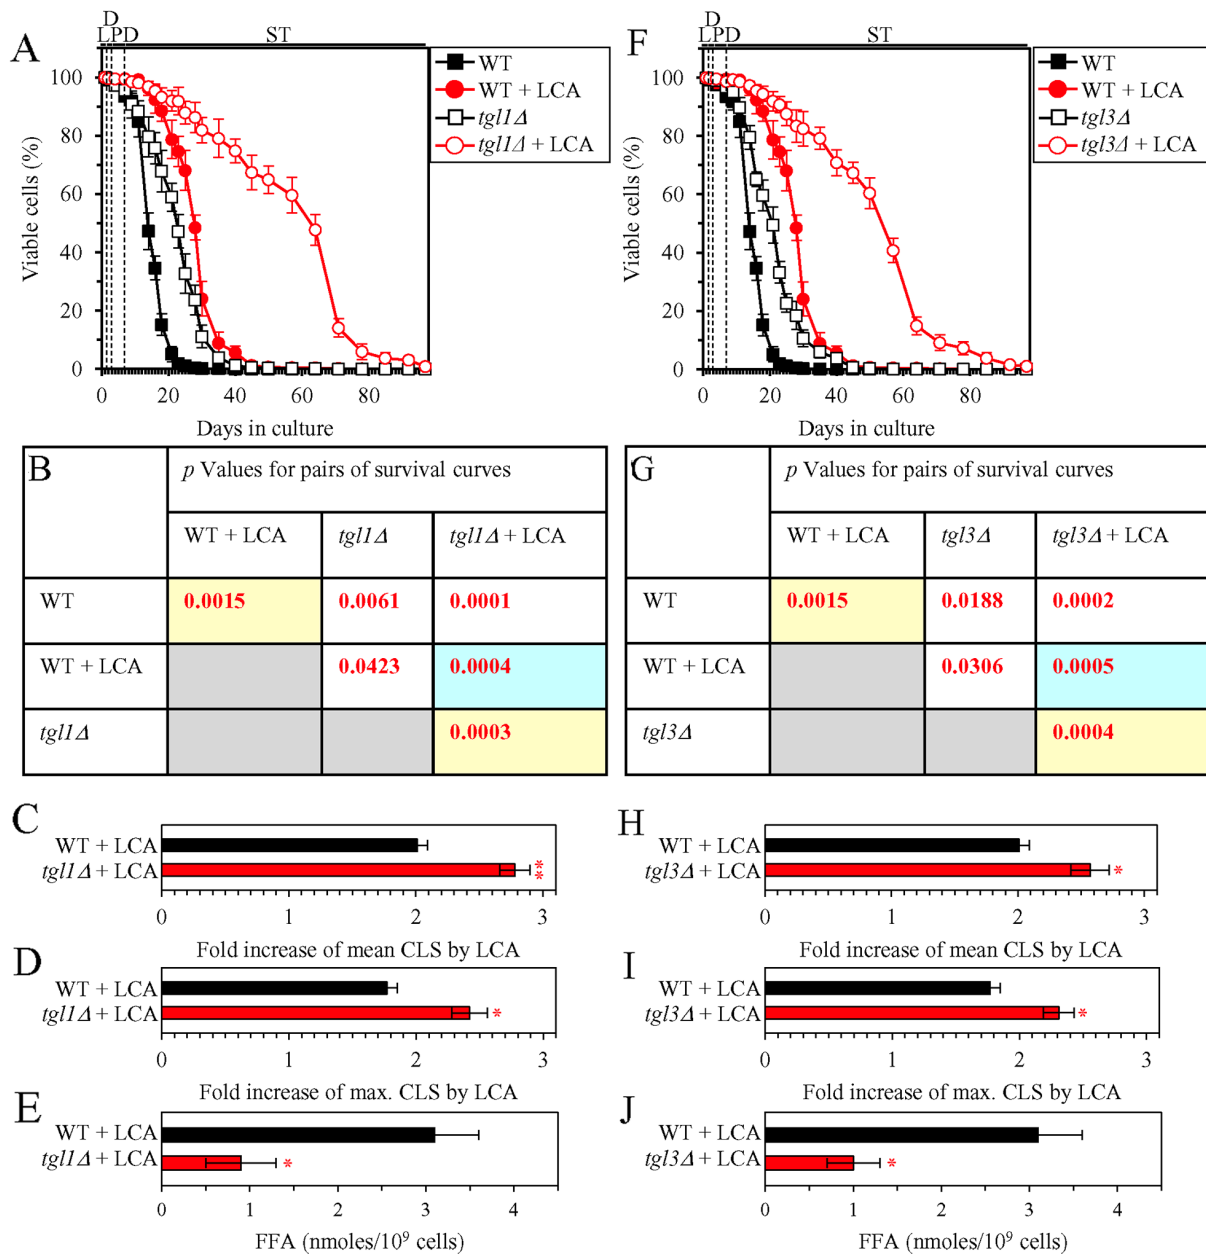 A
D
LPD
ST
WT
WT + LCA
tgl1Δ
tgl1Δ + LCA
Viable cells (%)
100
80
60
40
20
0
0 20 40 60 80
Days in culture
F
D
LPD
ST
WT
WT + LCA
tgl3Δ
tgl3Δ + LCA
Viable cells (%)
100
80
60
40
20
0
0 20 40 60 80
Days in culture
B
p Values for pairs of survival curves
WT + LCA tgl1Δ tgl1Δ + LCA
WT 0.0015 0.0061 0.0001
WT + LCA 0.0423 0.0004
tgl1Δ 0.0003
G
p Values for pairs of survival curves
WT + LCA tgl3Δ tgl3Δ + LCA
WT 0.0015 0.0188 0.0002
WT + LCA 0.0306 0.0005
tgl3Δ 0.0004
C
WT + LCA
tgl1Δ + LCA **
0 1 2 3
Fold increase of mean CLS by LCA
H
WT + LCA
tgl3Δ + LCA *
0 1 2 3
Fold increase of mean CLS by LCA
D
WT + LCA
tgl1Δ + LCA *
0 1 2 3
Fold increase of max. CLS by LCA
I
WT + LCA
tgl3Δ + LCA *
0 1 2 3
Fold increase of max. CLS by LCA
E
WT + LCA
tgl1Δ + LCA *
0 1 2 3 4
FFA (nmoles/10⁹ cells)
J
WT + LCA
tgl3Δ + LCA *
0 1 2 3 4
FFA (nmoles/10⁹ cells)